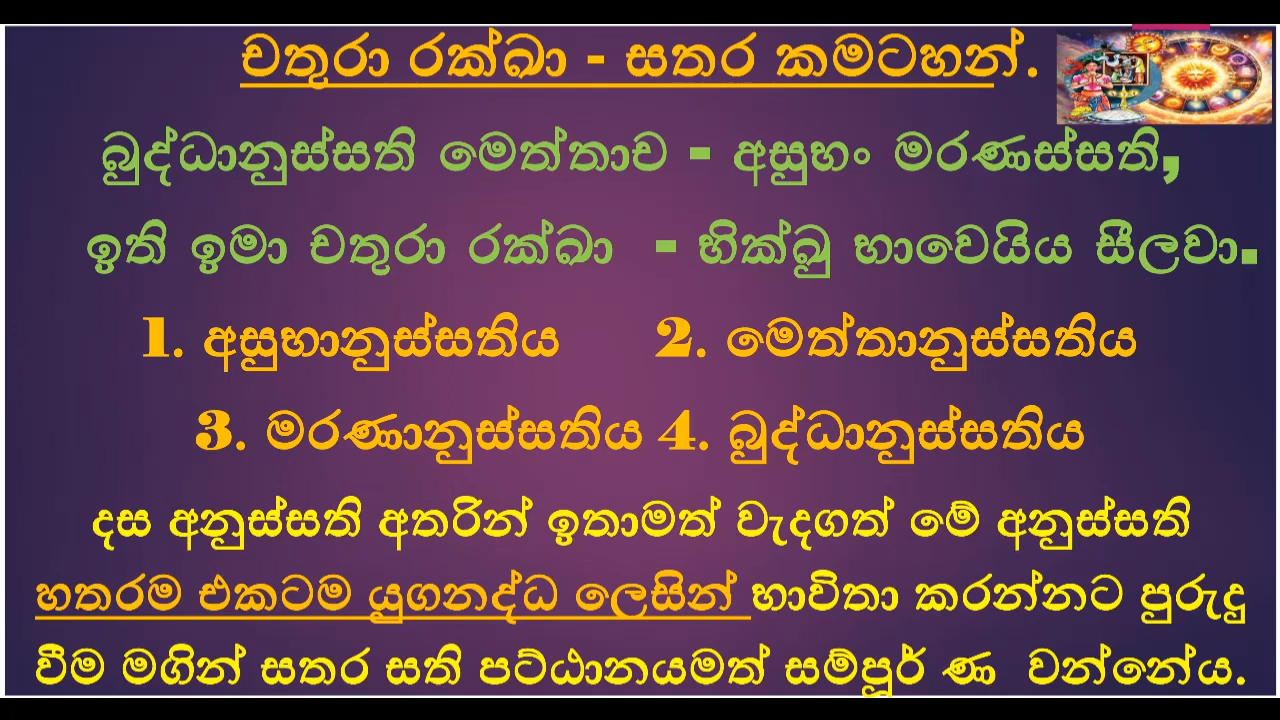 චතුරා රක්ඛා - සතර කමටහන්.
බුද්ධානුස්සති මෙත්තාච - අසුභං මරණස්සති,
ඉති ඉමා චතුරා රක්ඛා - භික්ඛු භාවෙයිය සීලවා.
1. අසුභානුස්සතිය 2. මෙත්තානුස්සතිය
3. මරණානුස්සතිය 4. බුද්ධානුස්සතිය
දස අනුස්සති අතරින් ඉතාමත් වැදගත් මේ අනුස්සති
හතරම එකටම යුගනද්ධ ලෙසින් භාවිතා කරන්නට පුරුදු
වීම මගින් සතර සති පට්ඨානයමත් සම්පූර් ණ වන්නේය.